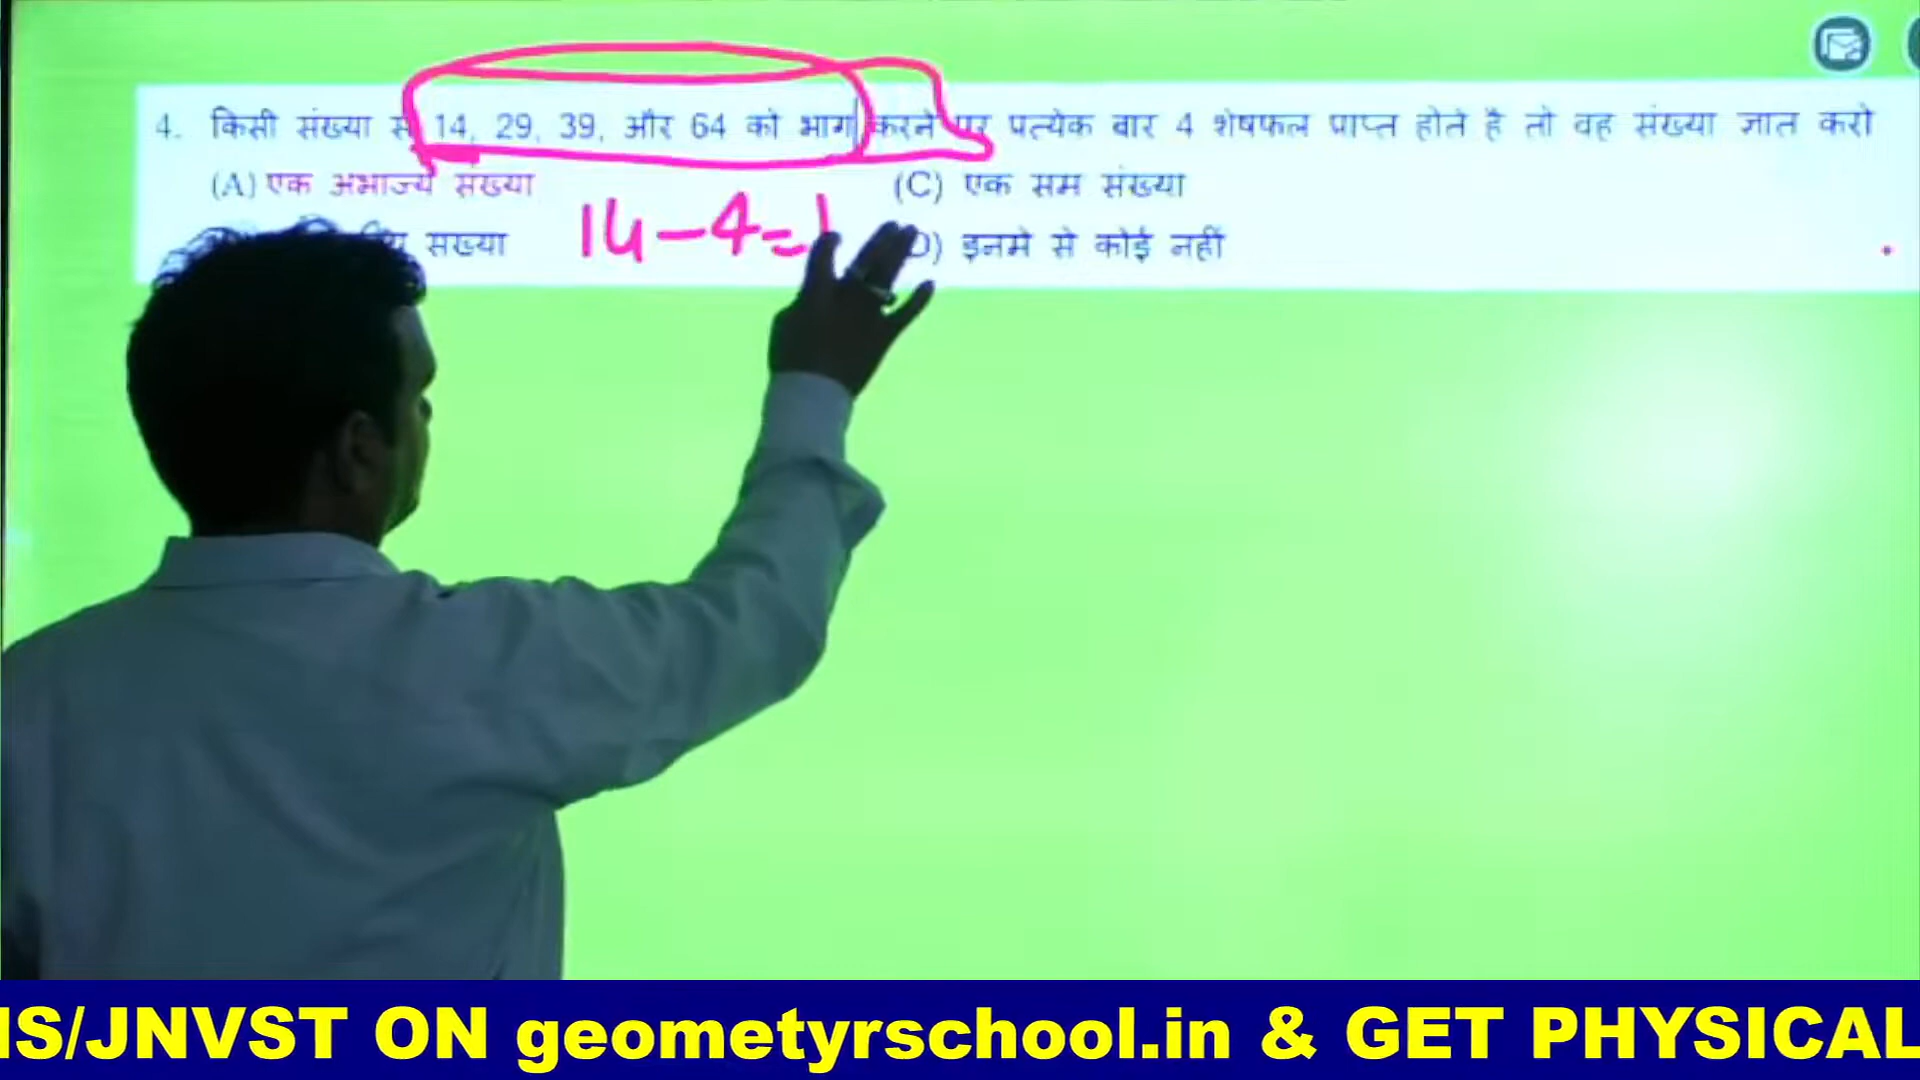 4. किसी संख्या से 14, 29, 39, और 64 को भाग करने पर प्रत्येक बार 4 शेषफल प्राप्त होते है तो वह संख्या ज्ञात करो
(A) एक अभाज्य संख्या
(C) एक सम संख्या
संख्या
14-4=1
D) इनमे से कोई नहीं
IS/JNVST ON geometyrschool.in & GET PHYSICAL